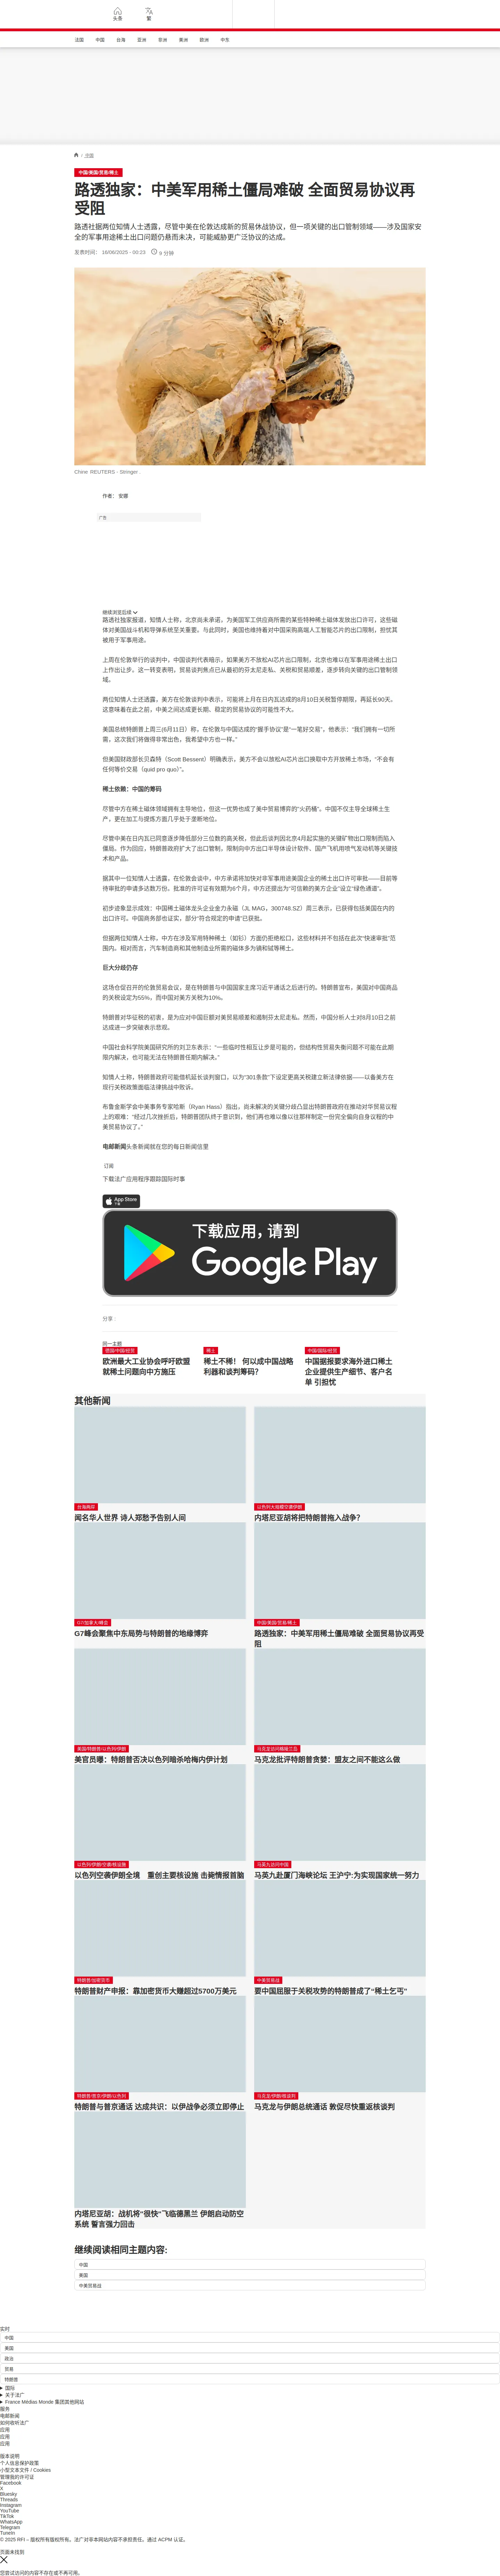 头条
繁
法国
中国
台海
亚洲
非洲
美洲
欧洲
中东
/ 中国
中国/美国/贸易/稀土
路透独家：中美军用稀土僵局难破 全面贸易协议再受阻
路透社据两位知情人士透露，尽管中美在伦敦达成新的贸易休战协议，但一项关键的出口管制领域——涉及国家安全的军事用途稀土出口问题仍悬而未决，可能威胁更广泛协议的达成。
发表时间： 16/06/2025 - 00:23
9 分钟
Chine REUTERS - Stringer
作者： 安娜
广告
继续浏览后续
路透社独家报道，知情人士称，北京尚未承诺，为美国军工供应商所需的某些特种稀土磁体发放出口许可，这些磁体对美国战斗机和导弹系统至关重要。与此同时，美国也维持着对中国采购高端人工智能芯片的出口限制，担忧其被用于军事用途。
上周在伦敦举行的谈判中，中国谈判代表暗示，如果美方不放松AI芯片出口限制，北京也难以在军事用途稀土出口上作出让步。这一转变表明，贸易谈判焦点已从最初的芬太尼走私、关税和贸易顺差，逐步转向关键的出口管制领域。
两位知情人士还透露，美方在伦敦谈判中表示，可能将上月在日内瓦达成的8月10日关税暂停期限，再延长90天。这意味着在此之前，中美之间达成更长期、稳定的贸易协议的可能性不大。
美国总统特朗普上周三(6月11日）称，在伦敦与中国达成的“握手协议”是“一笔好交易”。他表示：“我们拥有一切所需，这次我们将做得非常出色，我希望中方也一样。”
但美国财政部长贝森特（Scott Bessent）明确表示，美方不会以放松AI芯片出口换取中方开放稀土市场，“不会有任何等价交易（quid pro quo）”。
稀土依赖：中国的筹码
尽管中方在稀土磁体领域拥有主导地位，但这一优势也成了美中贸易博弈的“火药桶”。中国不仅主导全球稀土生产，更在加工与提炼方面几乎处于垄断地位。
尽管中美在日内瓦已同意逐步降低部分三位数的高关税，但此后谈判因北京4月起实施的关键矿物出口限制而陷入僵局。作为回应，特朗普政府扩大了出口管制，限制向中方出口半导体设计软件、国产飞机用喷气发动机等关键技术和产品。
据其中一位知情人士透露，在伦敦会谈中，中方承诺将加快对非军事用途美国企业的稀土出口许可审批——目前等待审批的申请多达数万份。批准的许可证有效期为6个月，中方还提出为“可信赖的美方企业”设立“绿色通道”。
初步迹象显示成效：中国稀土磁体龙头企业金力永磁（JL MAG，300748.SZ）周三表示，已获得包括美国在内的出口许可。中国商务部也证实，部分“符合规定的申请”已获批。
但据两位知情人士称，中方在涉及军用特种稀土（如钐）方面仍拒绝松口，这些材料并不包括在此次“快速审批”范围内。相对而言，汽车制造商和其他制造业所需的磁体多为镝和铽等稀土。
巨大分歧仍存
这场仓促召开的伦敦贸易会议，是在特朗普与中国国家主席习近平通话之后进行的。特朗普宣布，美国对中国商品的关税设定为55%，而中国对美方关税为10%。
特朗普对华征税的初衷，是为应对中国巨额对美贸易顺差和遏制芬太尼走私。然而，中国分析人士对8月10日之前达成进一步突破表示悲观。
中国社会科学院美国研究所的刘卫东表示：“一些临时性相互让步是可能的，但结构性贸易失衡问题不可能在此期限内解决，也可能无法在特朗普任期内解决。”
知情人士称，特朗普政府可能借机延长谈判窗口，以为“301条款”下设定更高关税建立新法律依据——以备美方在现行关税政策面临法律挑战中败诉。
布鲁金斯学会中美事务专家哈斯（Ryan Hass）指出，尚未解决的关键分歧凸显出特朗普政府在推动对华贸易议程上的艰难：“经过几次挫折后，特朗普团队终于意识到，他们再也难以像以往那样制定一份完全偏向自身议程的中美贸易协议了。”
电邮新闻头条新闻就在您的每日新闻信里
订阅
下载法广应用程序跟踪国际时事
App Store
下载应用，请到
Google Play
分享 :
同一主题
德国/中国/经贸
欧洲最大工业协会呼吁欧盟就稀土问题向中方施压
稀土
稀土不稀！ 何以成中国战略利器和谈判筹码？
中国/国际/经贸
中国据报要求海外进口稀土企业提供生产细节、客户名单 引担忧
其他新闻
闻名华人世界 诗人郑愁予告别人间
以色列大规模空袭伊朗
内塔尼亚胡将把特朗普拖入战争？
G7/加拿大/峰会
G7峰会聚焦中东局势与特朗普的地缘博弈
中国/美国/贸易/稀土
路透独家：中美军用稀土僵局难破 全面贸易协议再受阻
美国/特朗普/以色列/伊朗
美官员曝：特朗普否决以色列暗杀哈梅内伊计划
马克龙访问格陵兰岛
马克龙批评特朗普贪婪：盟友之间不能这么做
以色列/伊朗/空袭/核设施
以色列空袭伊朗全境 重创主要核设施 击毙情报首脑
马英九访问中国
马英九赴厦门海峡论坛 王沪宁:为实现国家统一努力
特朗普/加密货币
特朗普财产申报：靠加密货币大赚超过5700万美元
中美贸易战
要中国屈服于关税攻势的特朗普成了"稀土乞丐"
特朗普/普京/伊朗/以色列
特朗普与普京通话 达成共识：以伊战争必须立即停止
马克龙/伊朗/核谈判
马克龙与伊朗总统通话 敦促尽快重返核谈判
内塔尼亚胡：战机将"很快"飞临德黑兰 伊朗启动防空系统 誓言强力回击
继续阅读相同主题内容:
中国
美国
中美贸易战
实时
中国
美国
政治
贸易
特朗普
国际
关于法广
France Médias Monde 集团其他网站
服务
电邮新闻
如何收听法广
应用
应用
应用
版本说明
个人信息保护政策
小型文本文件 / Cookies
管理我的许可证
Facebook
X
Bluesky
Threads
Instagram
YouTube
TikTok
WhatsApp
Telegram
TuneIn
© 2025 RFI – 版权所有版权所有。法广对非本网站内容不承担责任。通过 ACPM 认证。
页面未找到
您尝试访问的内容不存在或不再可用。